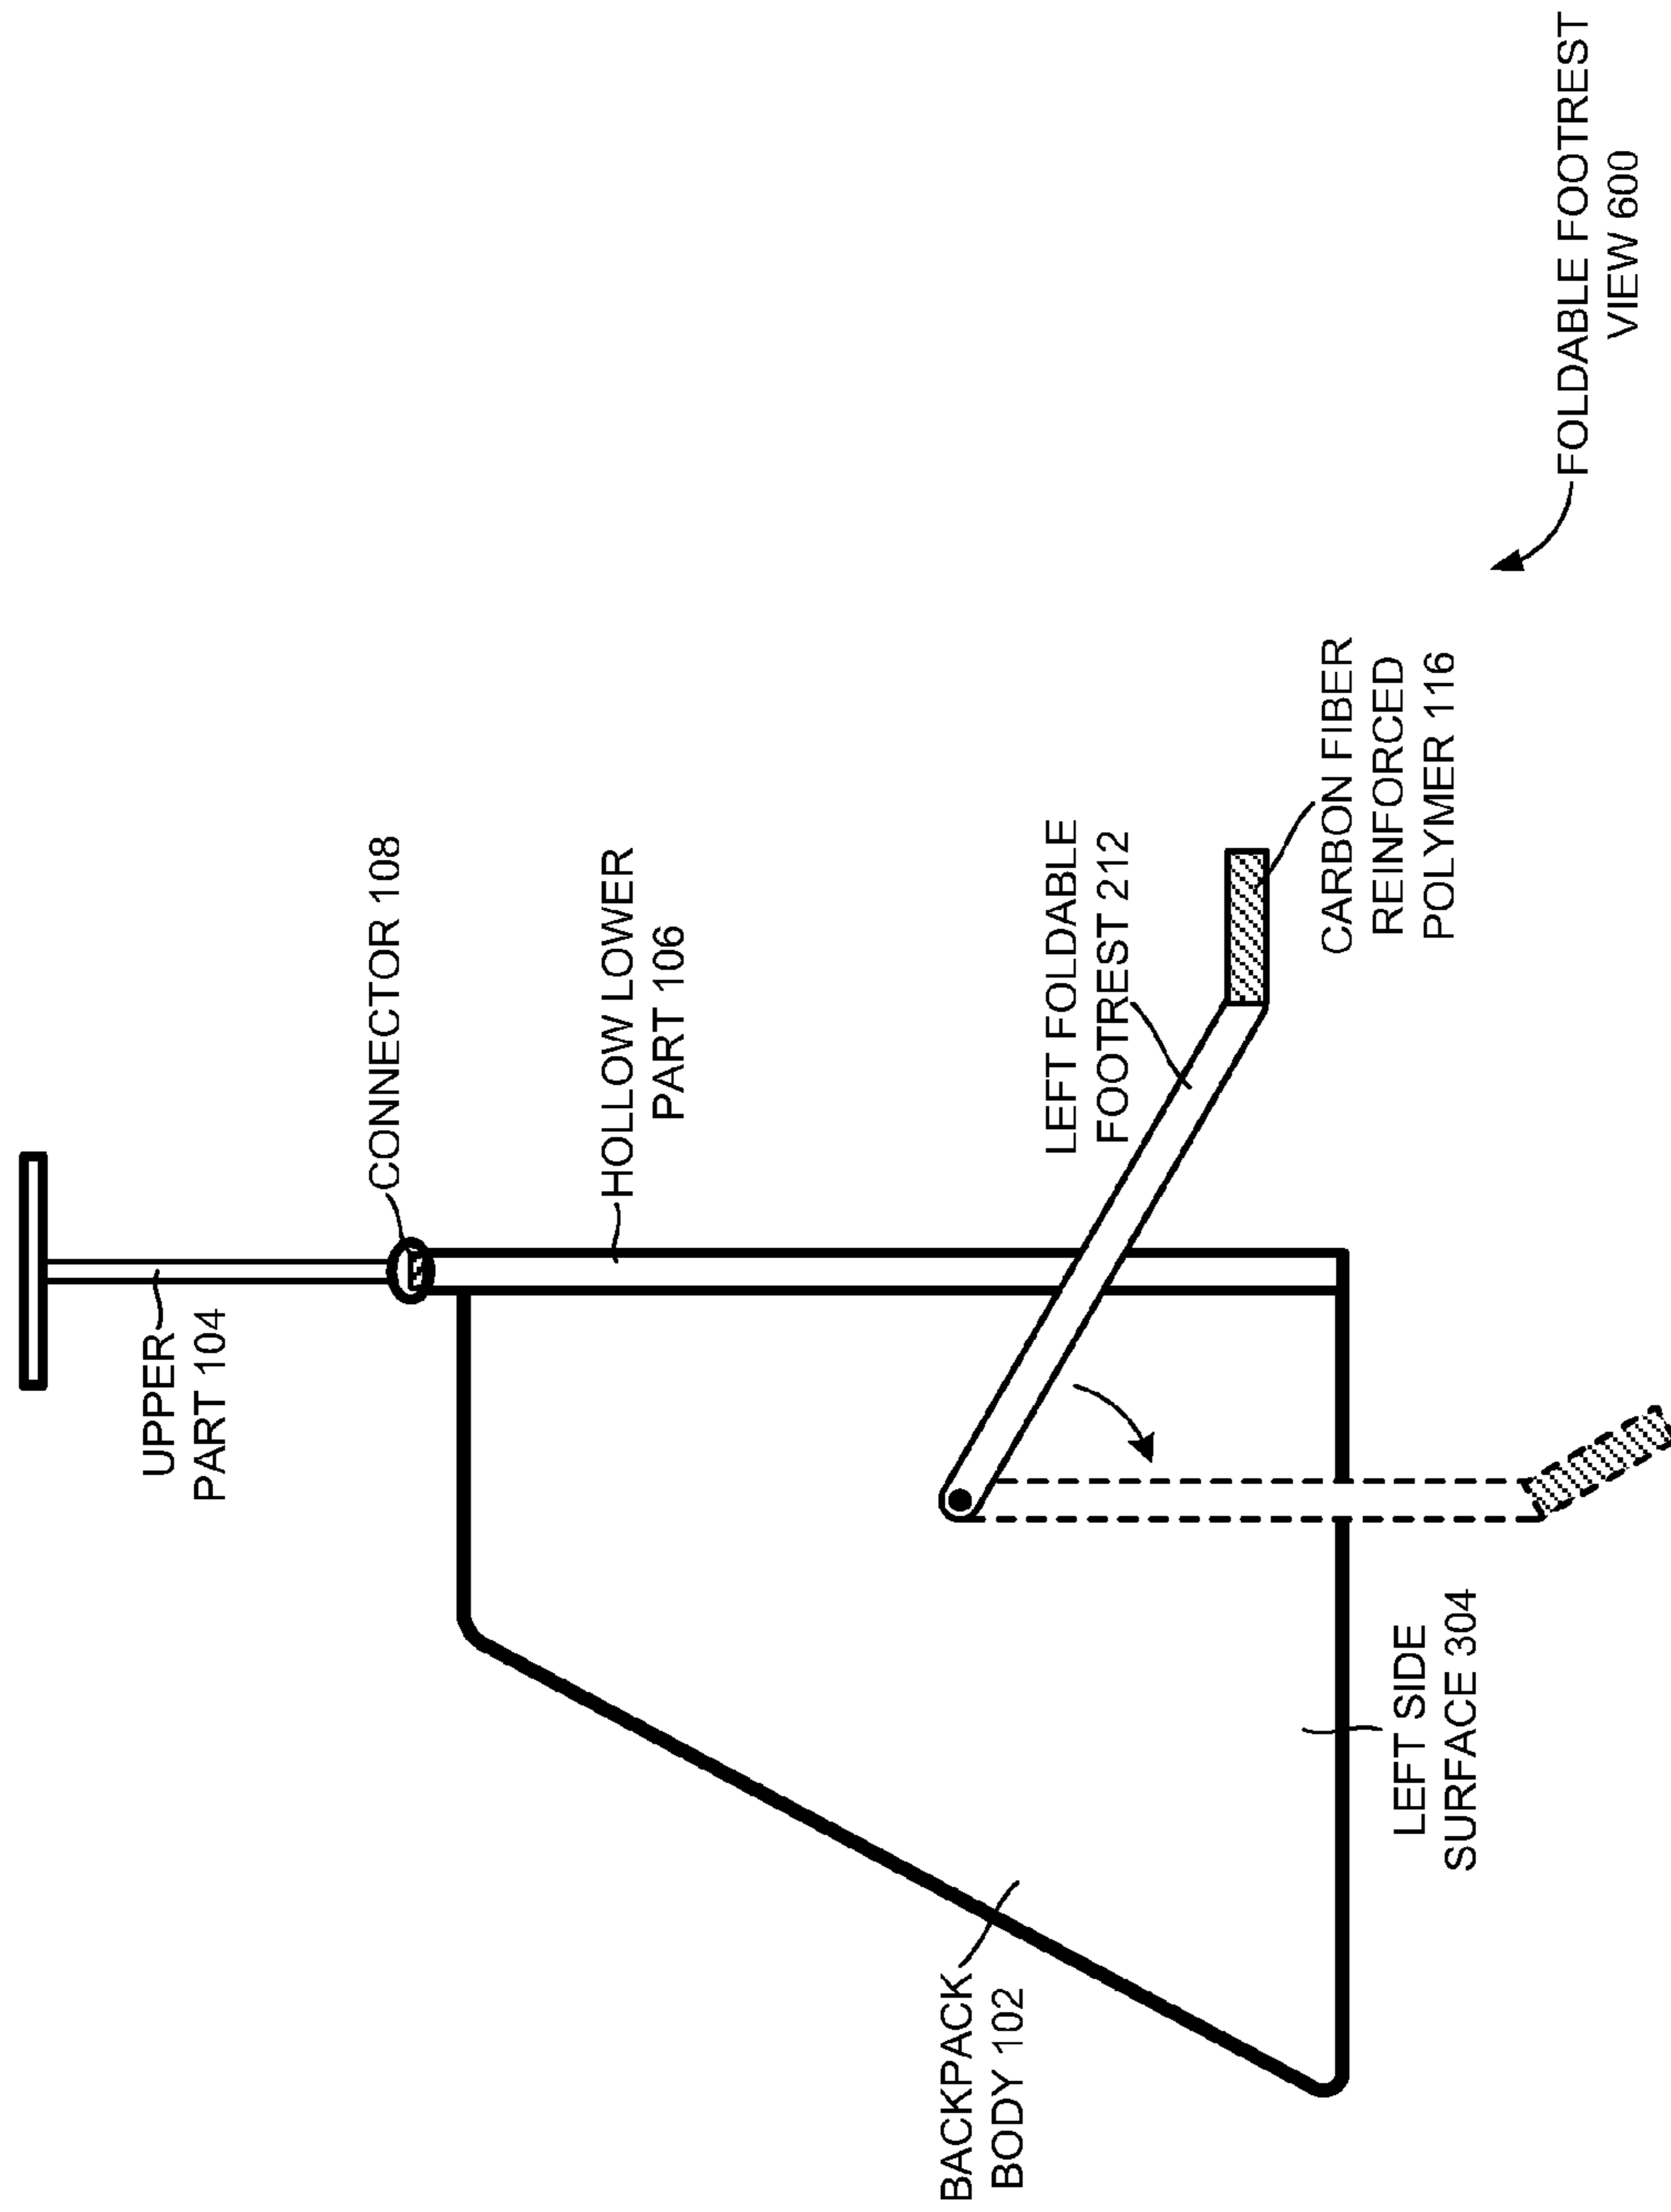 UPPER
PART 104
CONNECTOR 108
HOLLOW LOWER
PART 106
BACKPACK
BODY 102
LEFT FOLDABLE
FOOTREST 212
LEFT SIDE
SURFACE 304
CARBON FIBER
REINFORCED
POLYMER 116
FOLDABLE FOOTREST
VIEW 600